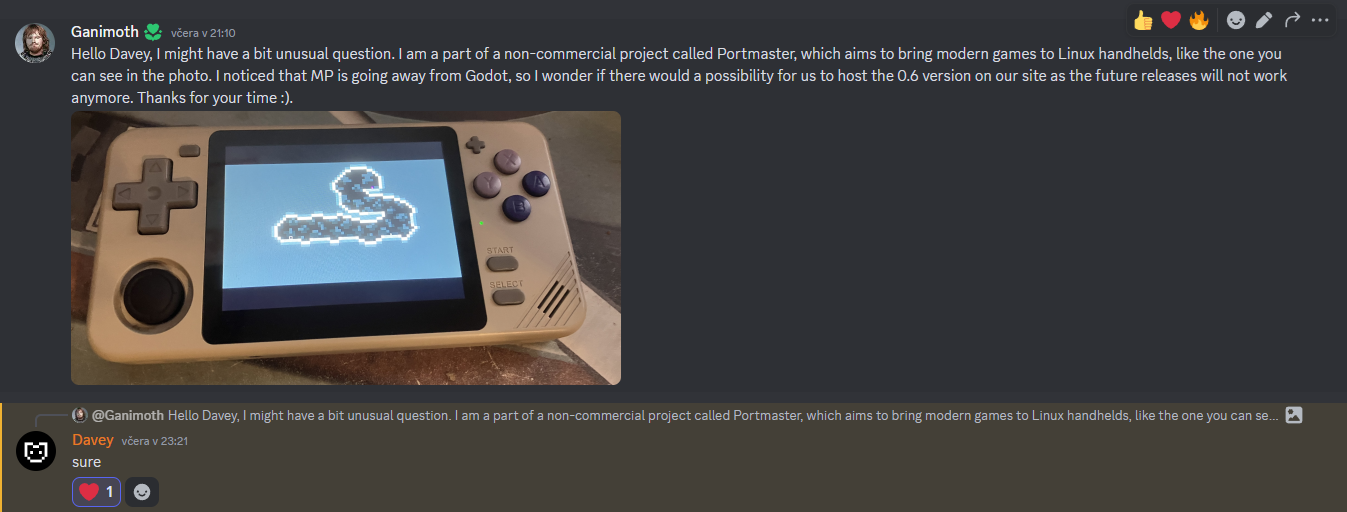 Ganimoth včera v 21:10
Hello Davey, I might have a bit unusual question. I am a part of a non-commercial project called Portmaster, which aims to bring modern games to Linux handhelds, like the one you
can see in the photo. I noticed that MP is going away from Godot, so I wonder if there would a possibility for us to host the 0.6 version on our site as the future releases will not work
anymore. Thanks for your time :).
X
Y
A
B
START
SELECT
@Ganimoth Hello Davey, I might have a bit unusual question. I am a part of a non-commercial project called Portmaster, which aims to bring modern games to Linux handhelds, like the one you can se...
Davey včera v 23:21
sure
1